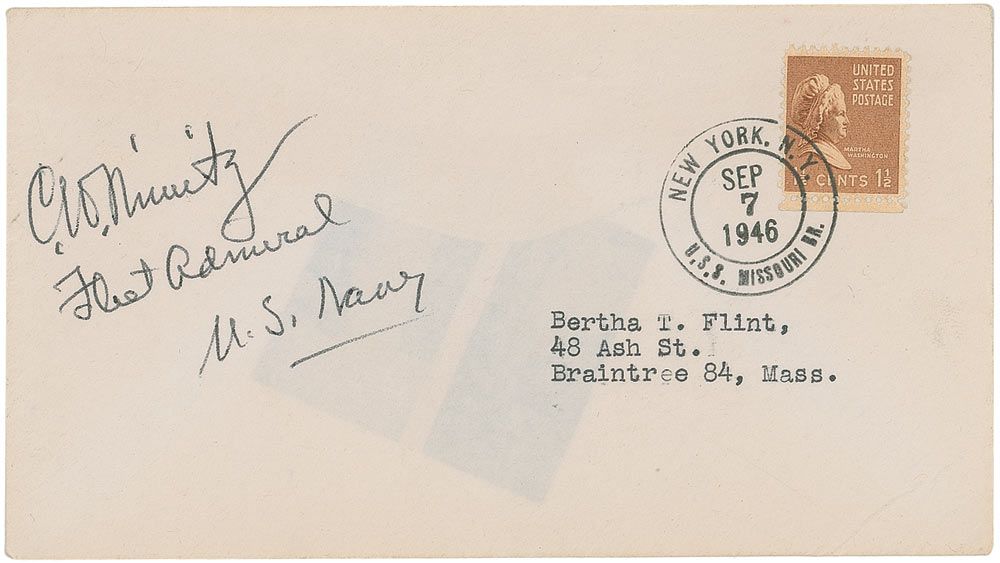 C.W. Nimitz
Fleet Admiral
U. S. Navy
UNITED
STATES
POSTAGE
MARTHA
WASHINGTON
CENTS 1½
NEW YORK, N.Y.
SEP
7
1946
U.S.S. MISSOURI BR.
Bertha T. Flint,
48 Ash St.
Braintree 84, Mass.